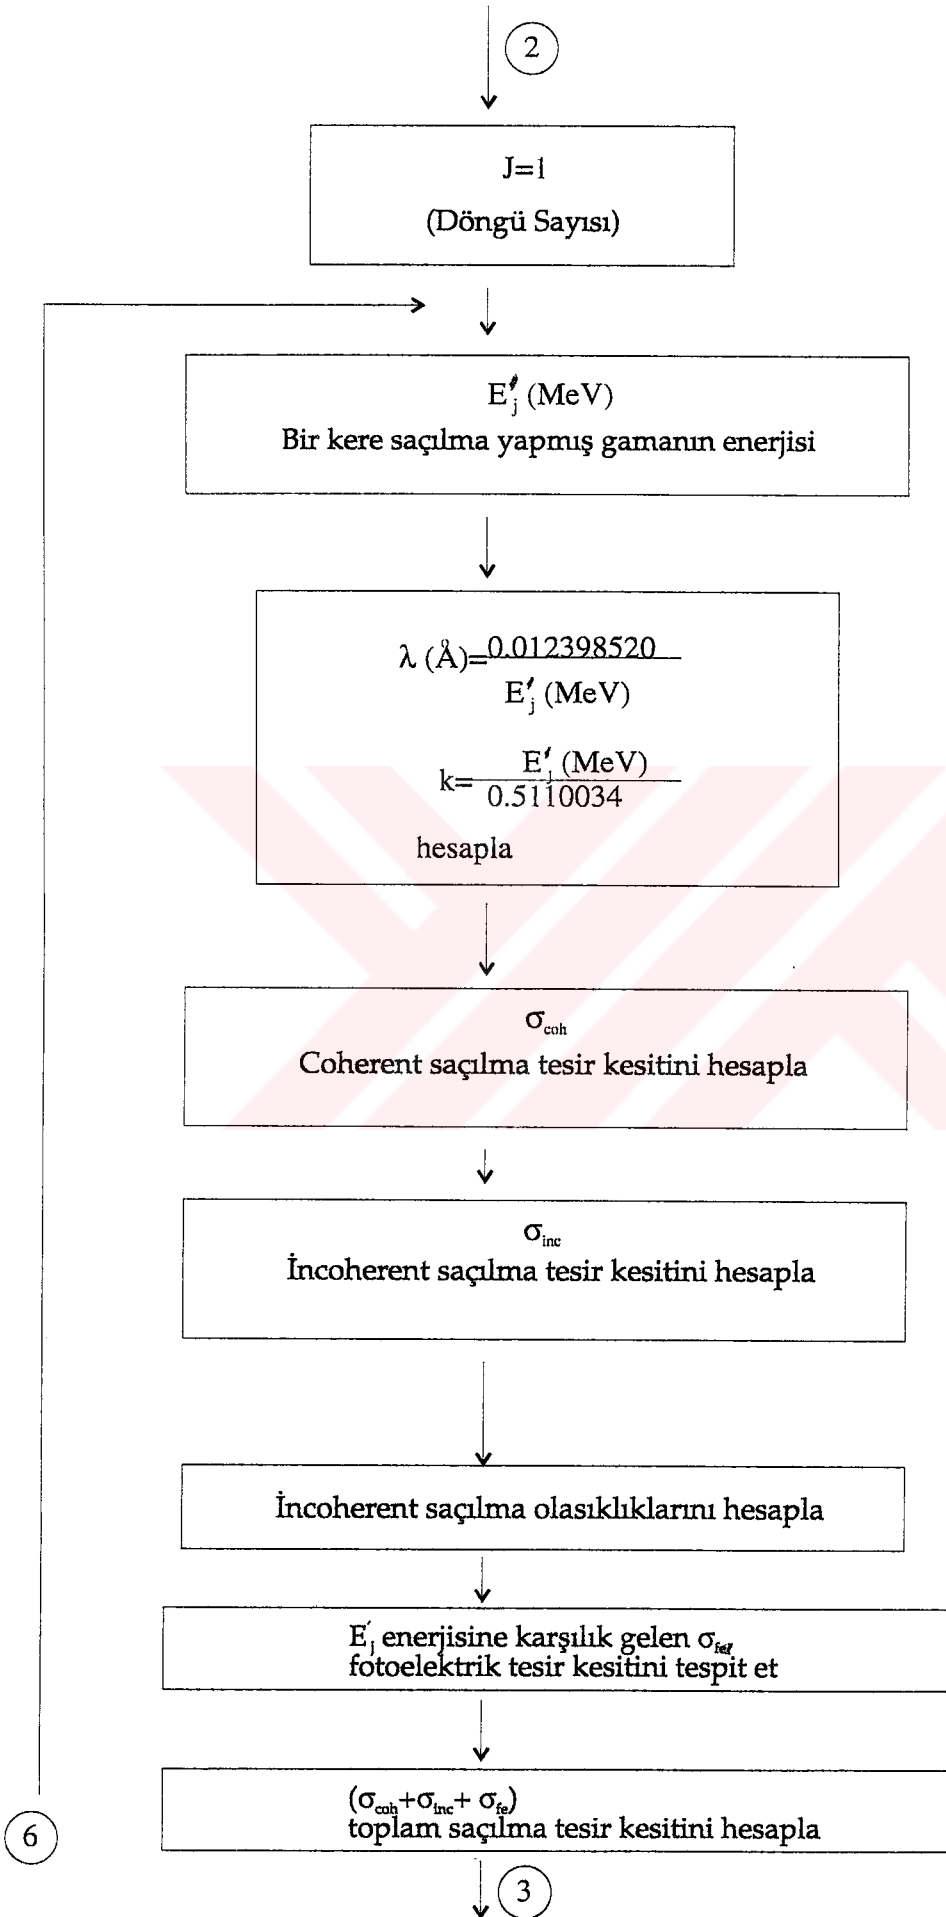 2
J=1
(Döngü Sayısı)
E'j (MeV)
Bir kere saçılma yapmış gamanın enerjisi
λ (Å)=0.012398520
E'j (MeV)
k= E'j (MeV)
0.5110034
hesapla
σcoh
Coherent saçılma tesir kesitini hesapla
σinc
İncoherent saçılma tesir kesitini hesapla
İncoherent saçılma olasıklıklarını hesapla
E'j enerjisine karşılık gelen σfe
fotoelektrik tesir kesitini tespit et
(σcoh+σinc+ σfe)
toplam saçılma tesir kesitini hesapla
6
3